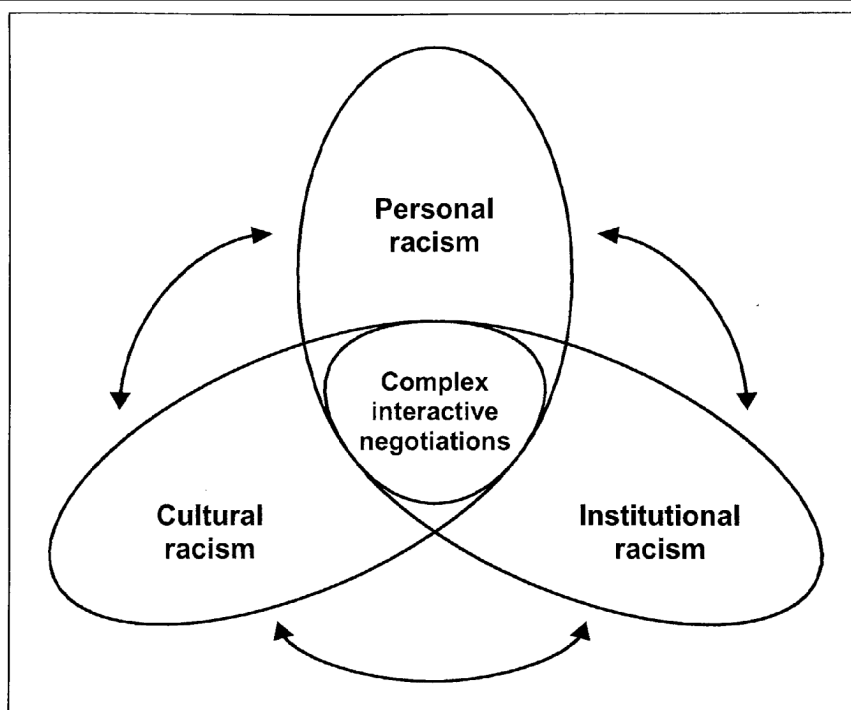 Personal
racism
Complex
interactive
negotiations
Cultural
racism
Institutional
racism